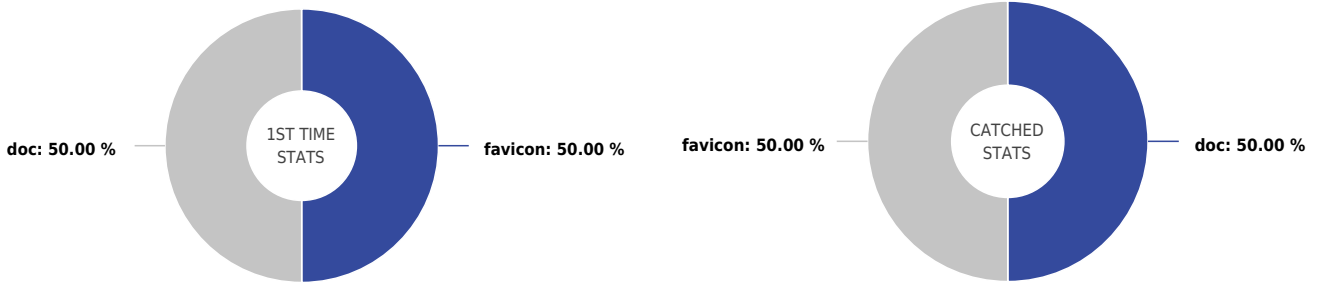 doc: 50.00 %
1ST TIME
STATS
favicon: 50.00 %
favicon: 50.00 %
CATCHED
STATS
doc: 50.00 %